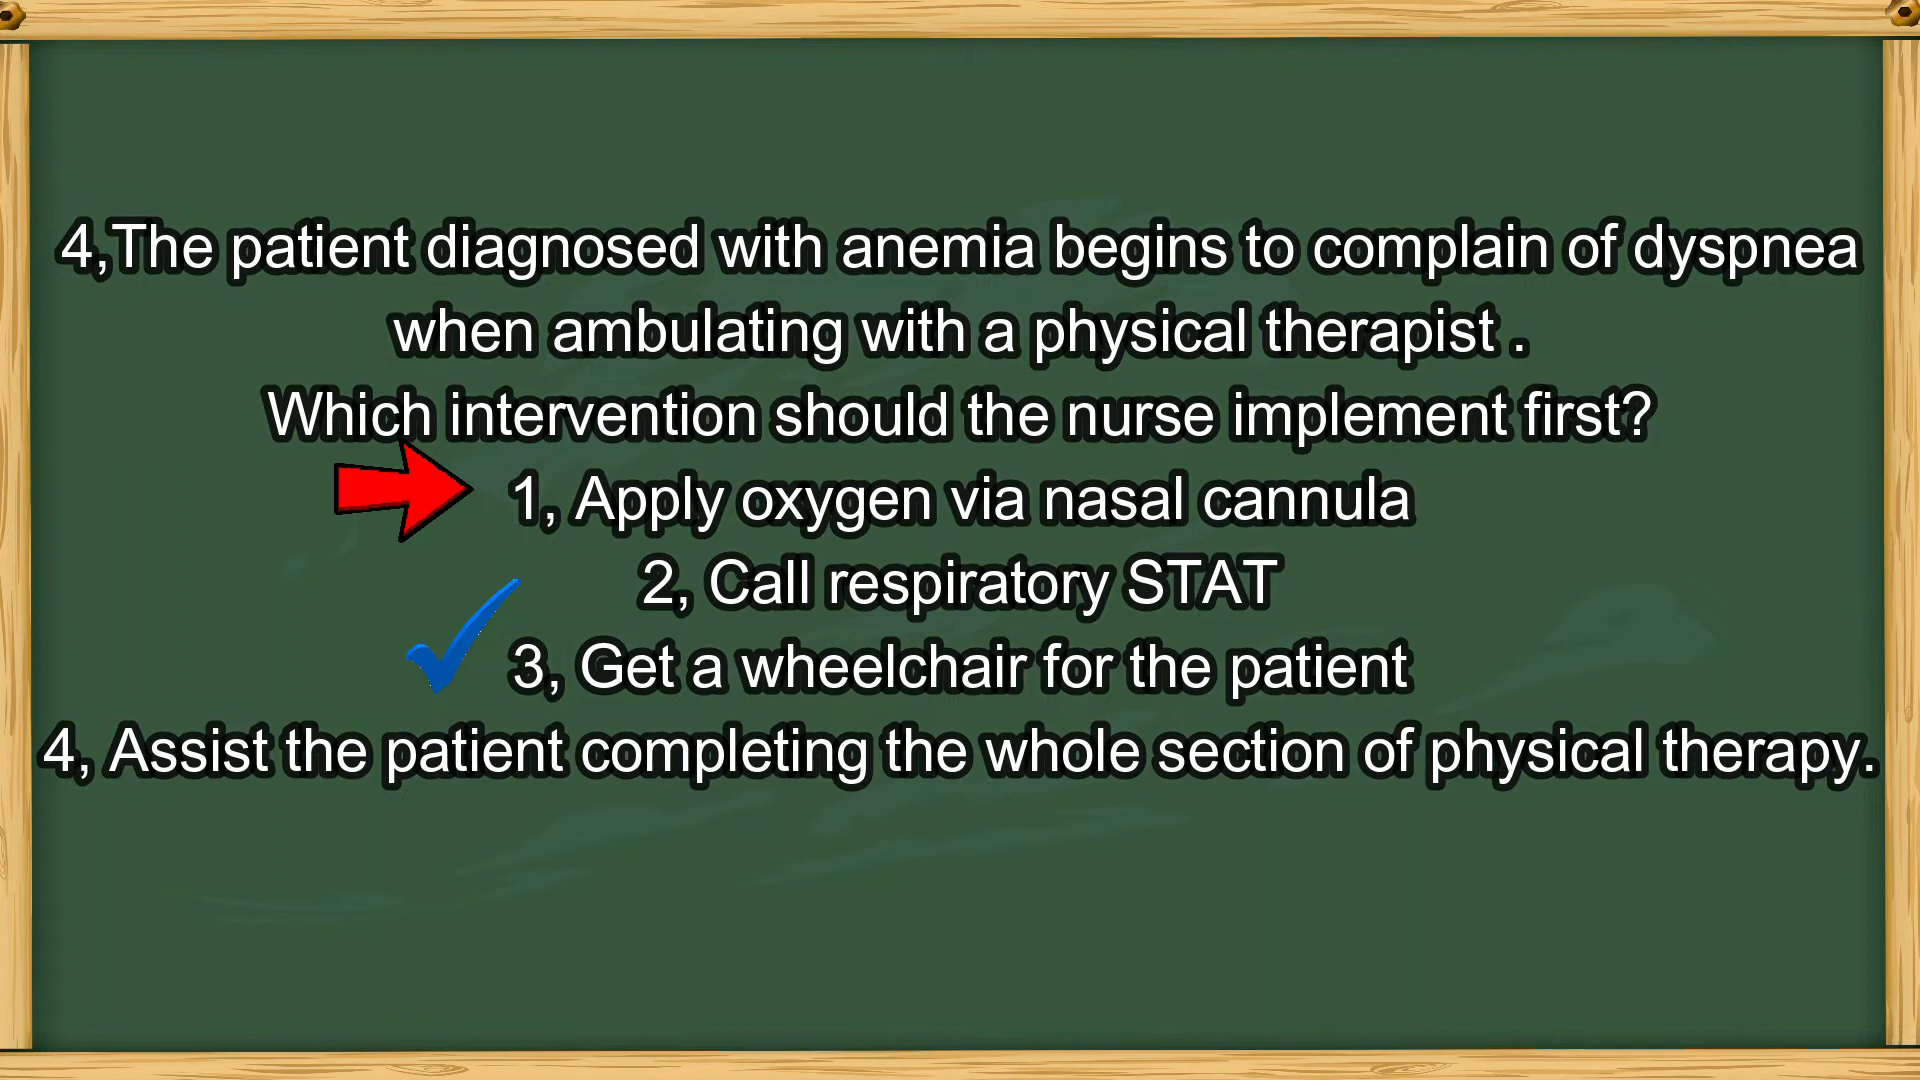 4,The patient diagnosed with anemia begins to complain of dyspnea
when ambulating with a physical therapist .
Which intervention should the nurse implement first?
1, Apply oxygen via nasal cannula
2, Call respiratory STAT
3, Get a wheelchair for the patient
4, Assist the patient completing the whole section of physical therapy.